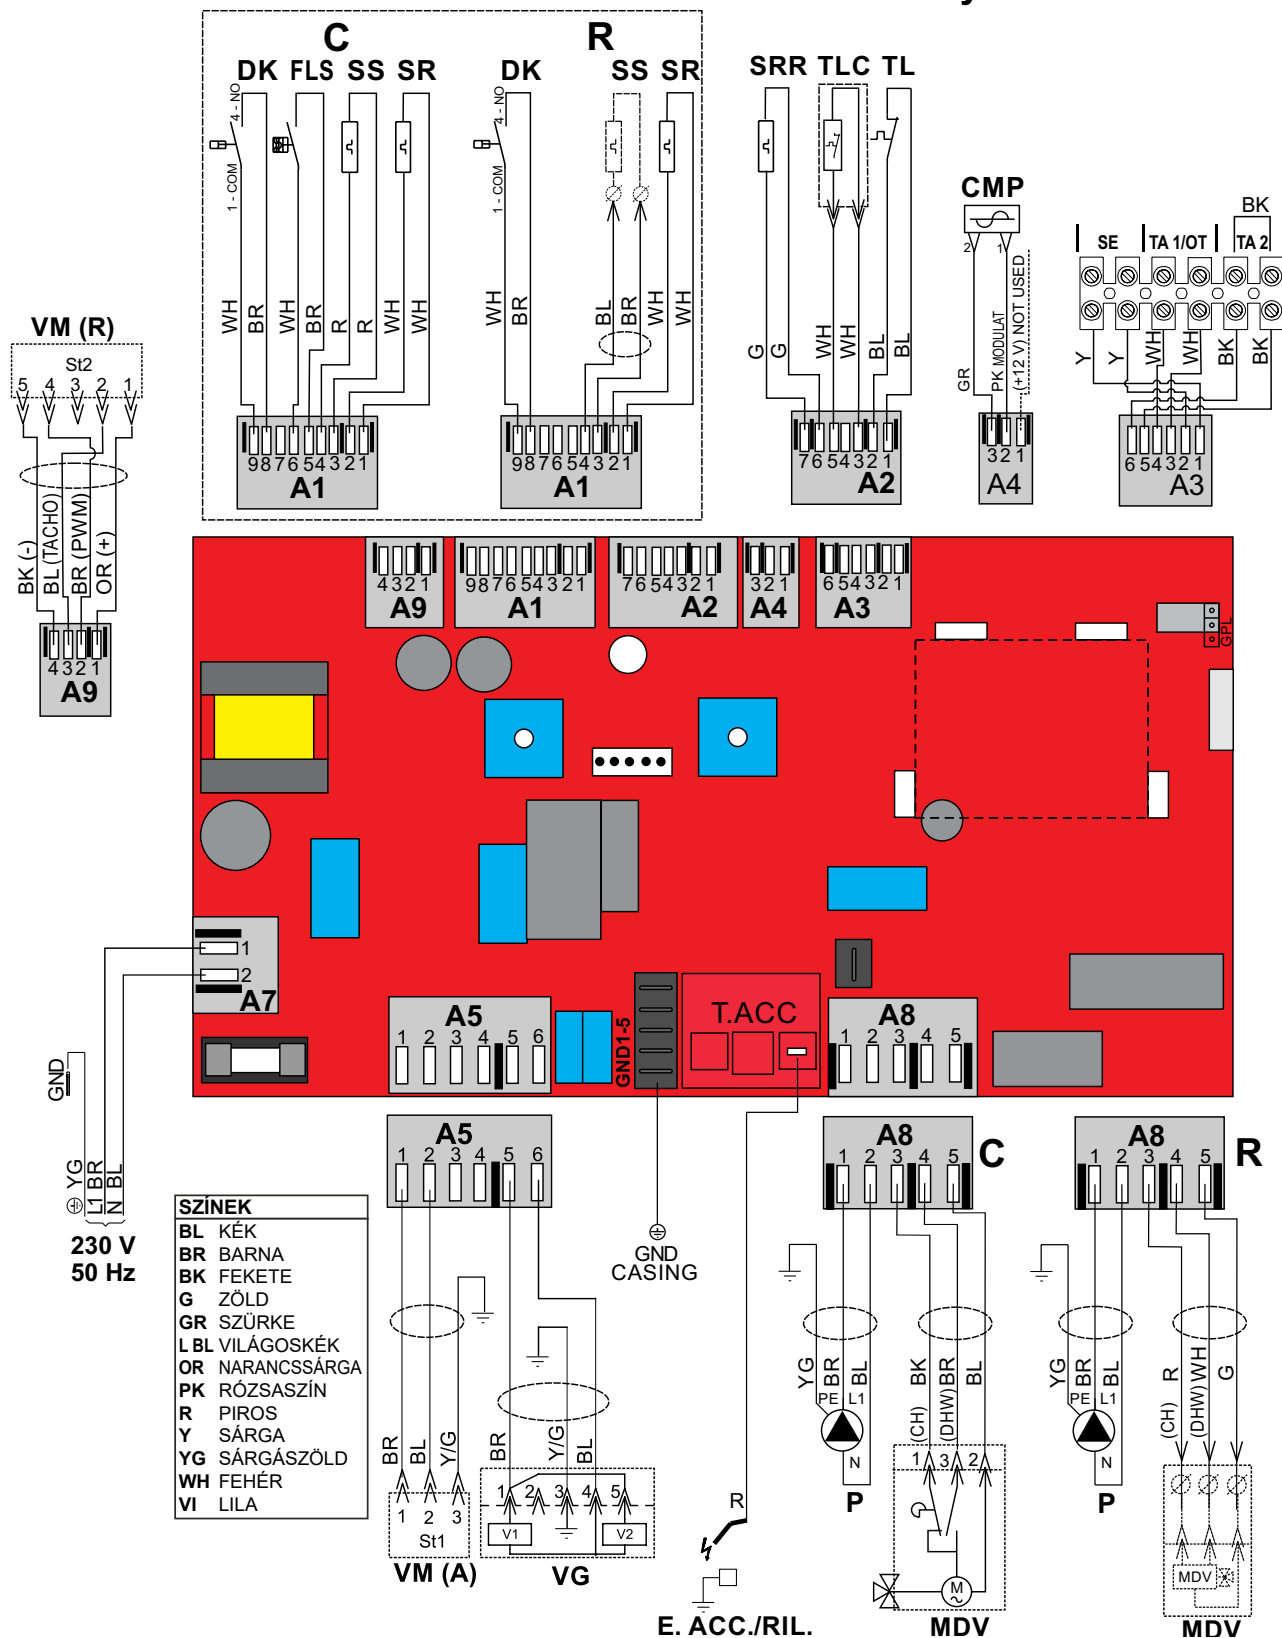 y
C R
DK FLS SS SR
DK SS SR
SRR TLC TL
4 - NO
1 - COM
4 - NO
1 - COM
WH BR WH BR R R WH WH
WH BR BL BR WH WH
G G WH WH BL BL
CMP
2 1
GR
PK MODULAT
(+12 V) NOT USED
BK
SE TA 1/OT TA 2
Y Y WH WH BK BK
VM (R)
St2
5 4 3 2 1
BK (-)
BL (TACHO)
BR (PWM)
OR (+)
4 3 2 1
A9
9 8 7 6 5 4 3 2 1
A1
9 8 7 6 5 4 3 2 1
A1
7 6 5 4 3 2 1
A2
3 2 1
A4
6 5 4 3 2 1
A3
4 3 2 1
A9
9 8 7 6 5 4 3 2 1
A1
7 6 5 4 3 2 1
A2
3 2 1
A4
6 5 4 3 2 1
A3
GPL
1
2
A7
A5
1 2 3 4 5 6
GND1-5
T.ACC
A8
1 2 3 4 5
GND
YG
L1 BR
N BL
230 V
50 Hz
A5
1 2 3 4 5 6
A8
1 2 3 4 5
C
A8
1 2 3 4 5
R
SZÍNEK
BL KÉK
BR BARNA
BK FEKETE
G ZÖLD
GR SZÜRKE
L BL VILÁGOSKÉK
OR NARANCSSÁRGA
PK RÓZSASZÍN
R PIROS
Y SÁRGA
YG SÁRGÁSZÖLD
WH FEHÉR
VI LILA
GND
CASING
BR BL Y/G
1 2 3
St1
VM (A)
BR Y/G BL
1 2 3 4 5
V1 V2
VG
R
E. ACC./RIL.
YG BR BL
PE L1
N
P
(CH) BK
(DHW) BR
BL
1 3 2
M
MDV
YG BR BL
PE L1
N
P
(CH) R
(DHW) WH
G
MDV
MDV